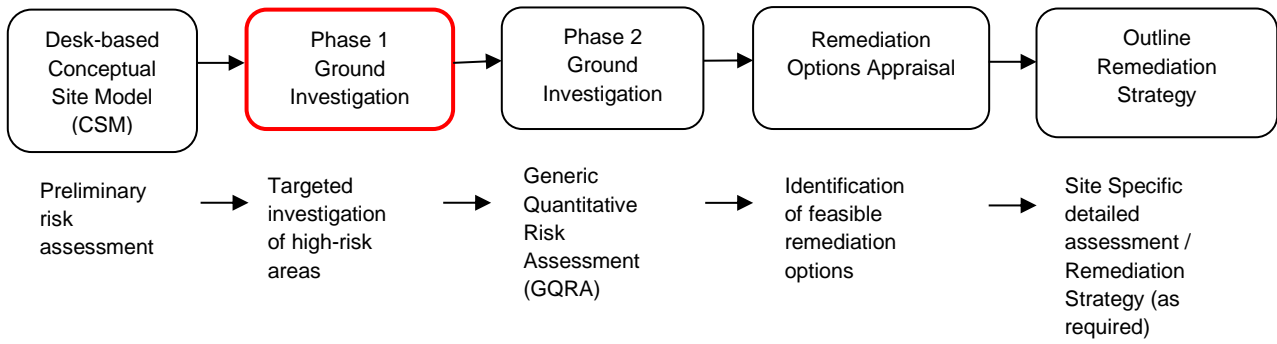 Desk-based
Conceptual
Site Model
(CSM)
Phase 1
Ground
Investigation
Phase 2
Ground
Investigation
Remediation
Options Appraisal
Outline
Remediation
Strategy
Preliminary
risk
assessment
Targeted
investigation
of high-risk
areas
Generic
Quantitative
Risk
Assessment
(GQRA)
Identification
of feasible
remediation
options
Site Specific
detailed
assessment /
Remediation
Strategy (as
required)